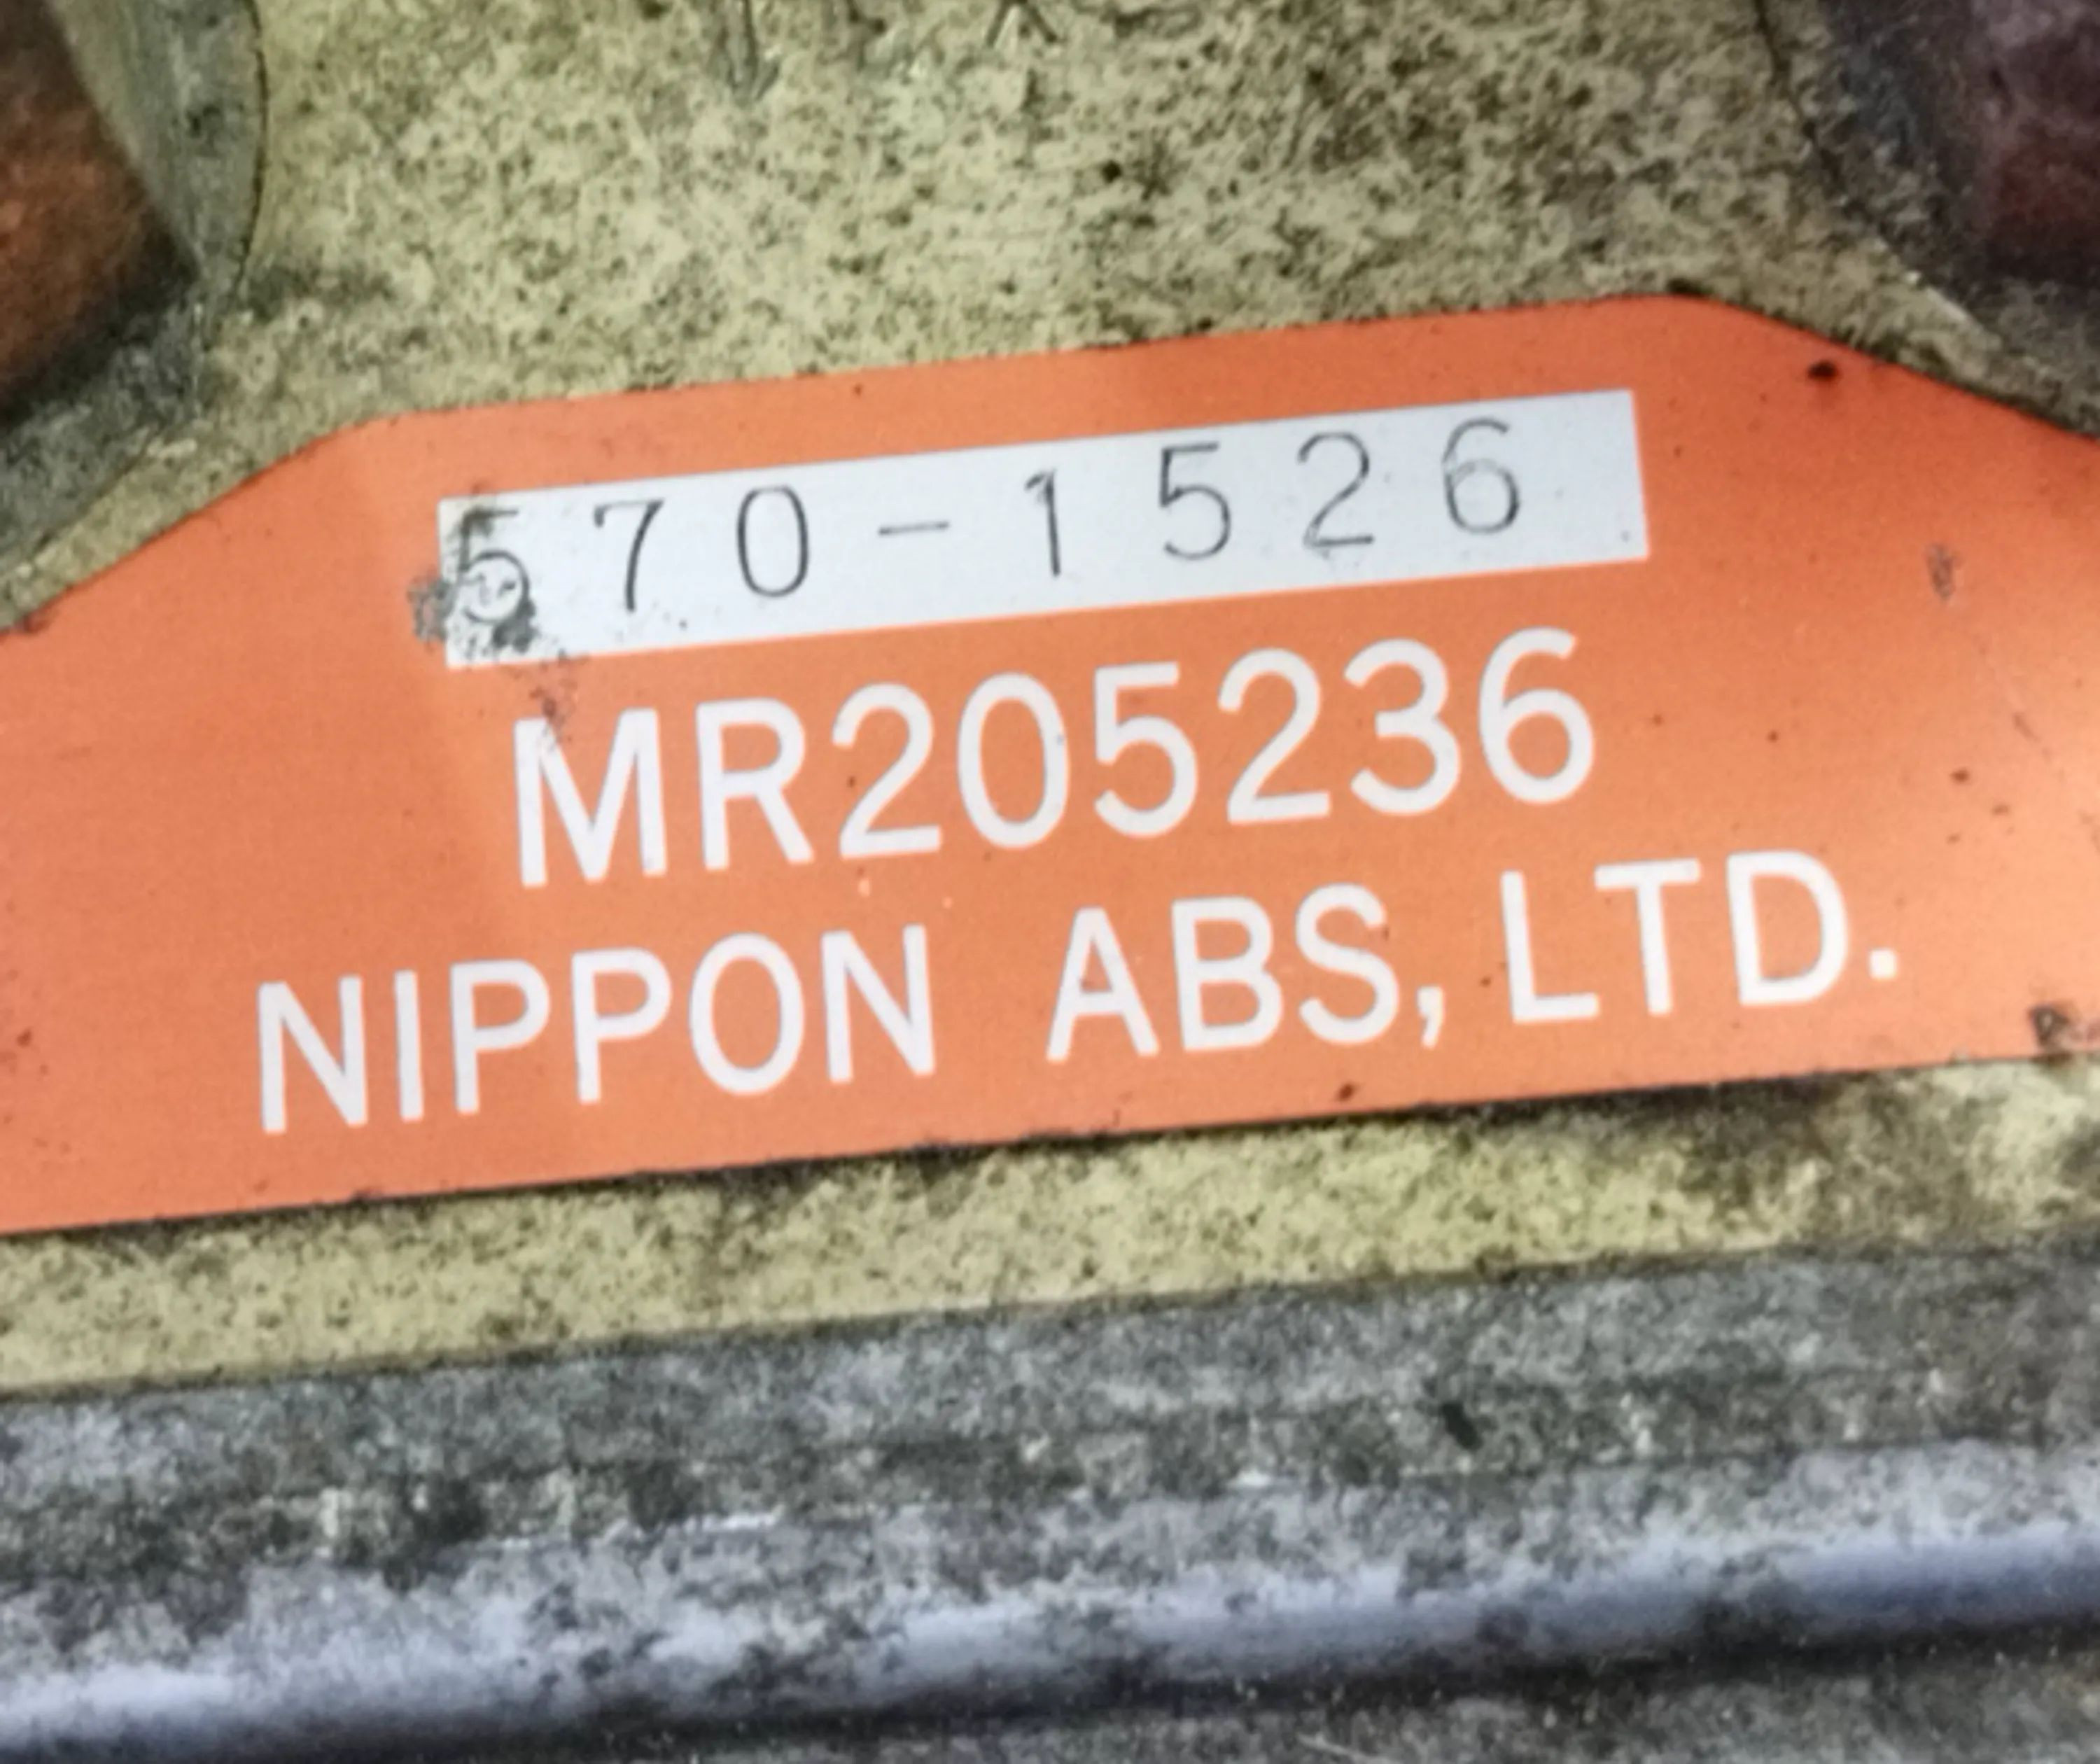 570-1526
MR205236
NIPPON ABS, LTD.